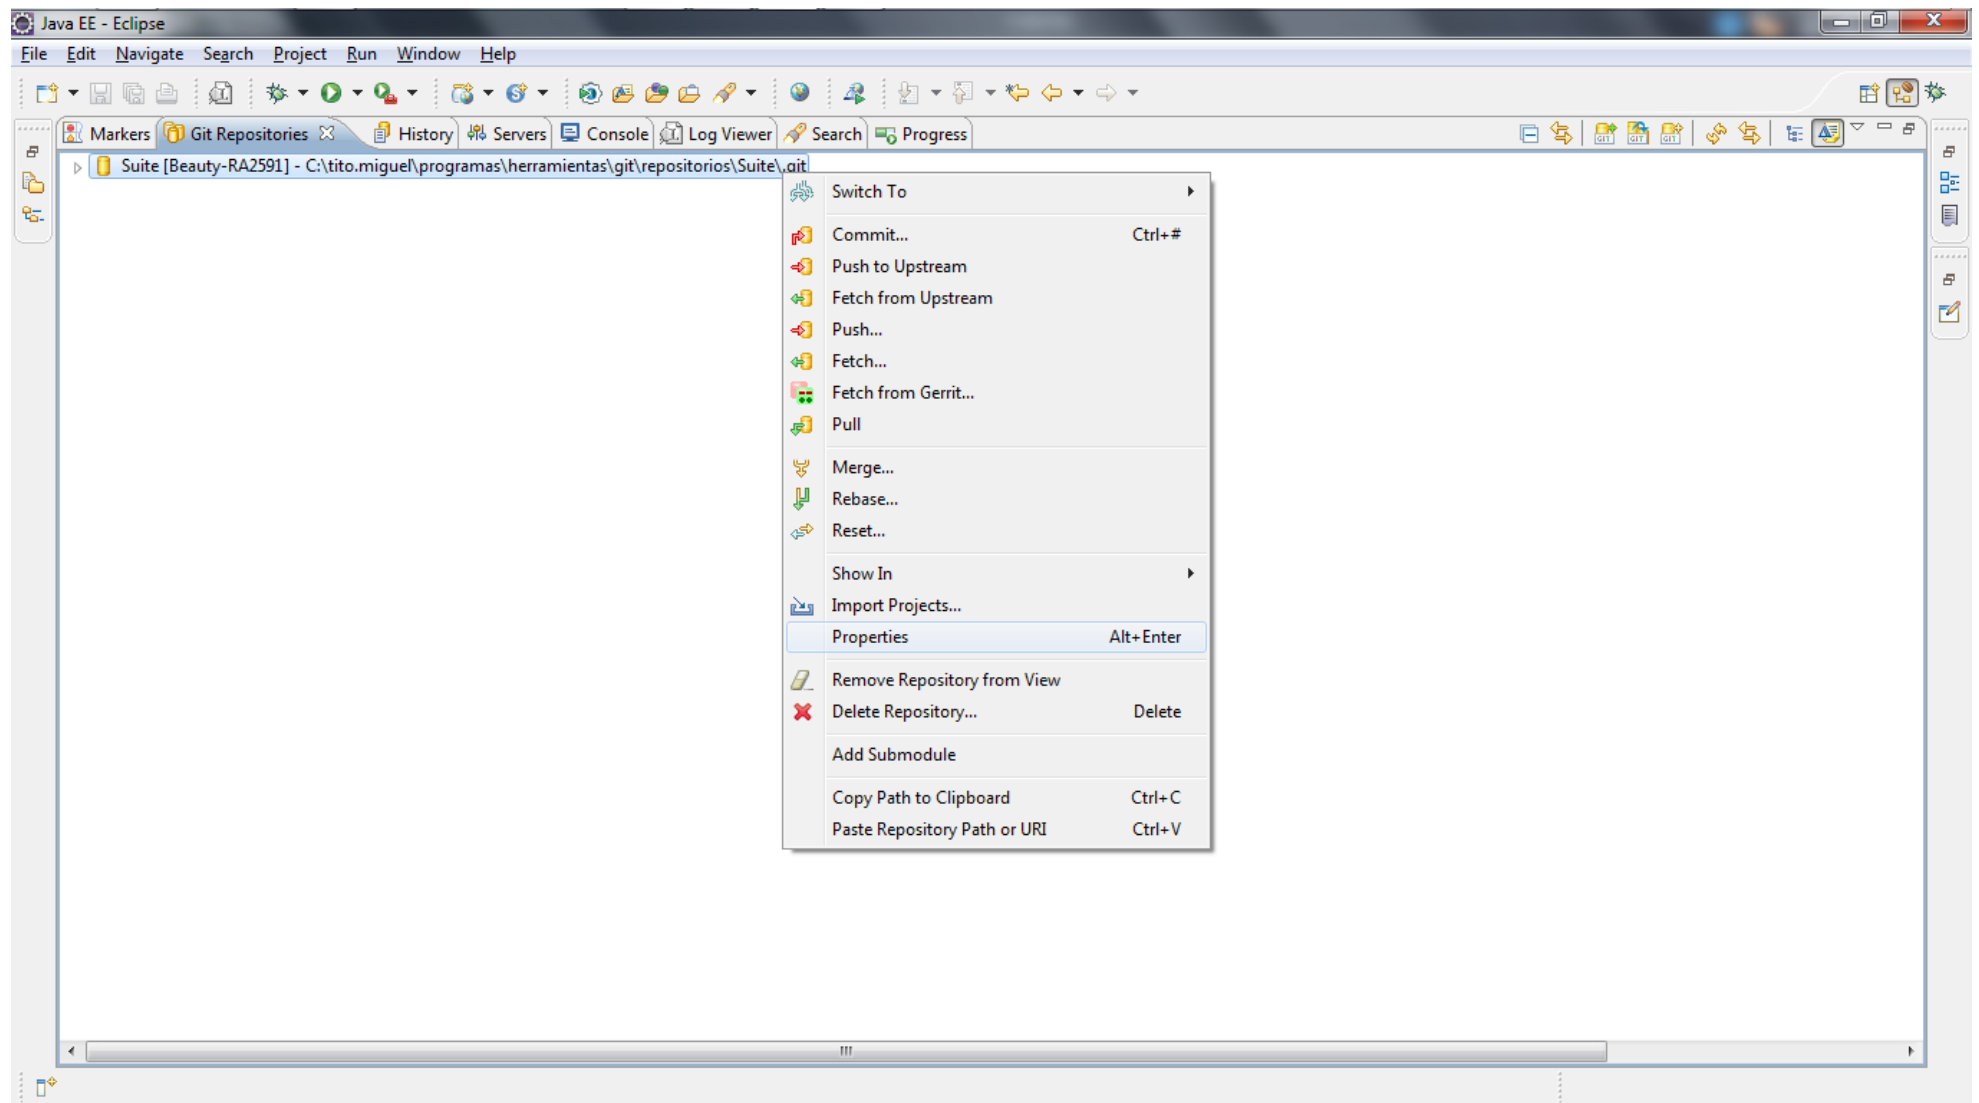 Java EE - Eclipse
File Edit Navigate Search Project Run Window Help
Markers Git Repositories History Servers Console Log Viewer Search Progress
Suite [Beauty-RA2591] - C:\tito.miguel\programas\herramientas\git\repositorios\Suite\.git
Switch To
Commit... Ctrl+#
Push to Upstream
Fetch from Upstream
Push...
Fetch...
Fetch from Gerrit...
Pull
Merge...
Rebase...
Reset...
Show In
Import Projects...
Properties Alt+Enter
Remove Repository from View
Delete Repository... Delete
Add Submodule
Copy Path to Clipboard Ctrl+C
Paste Repository Path or URI Ctrl+V